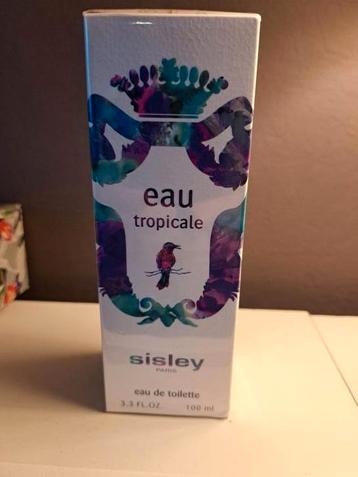 eau
tropicale
sisley
PARIS
eau de toilette
3.3 FL.OZ. 100 ml